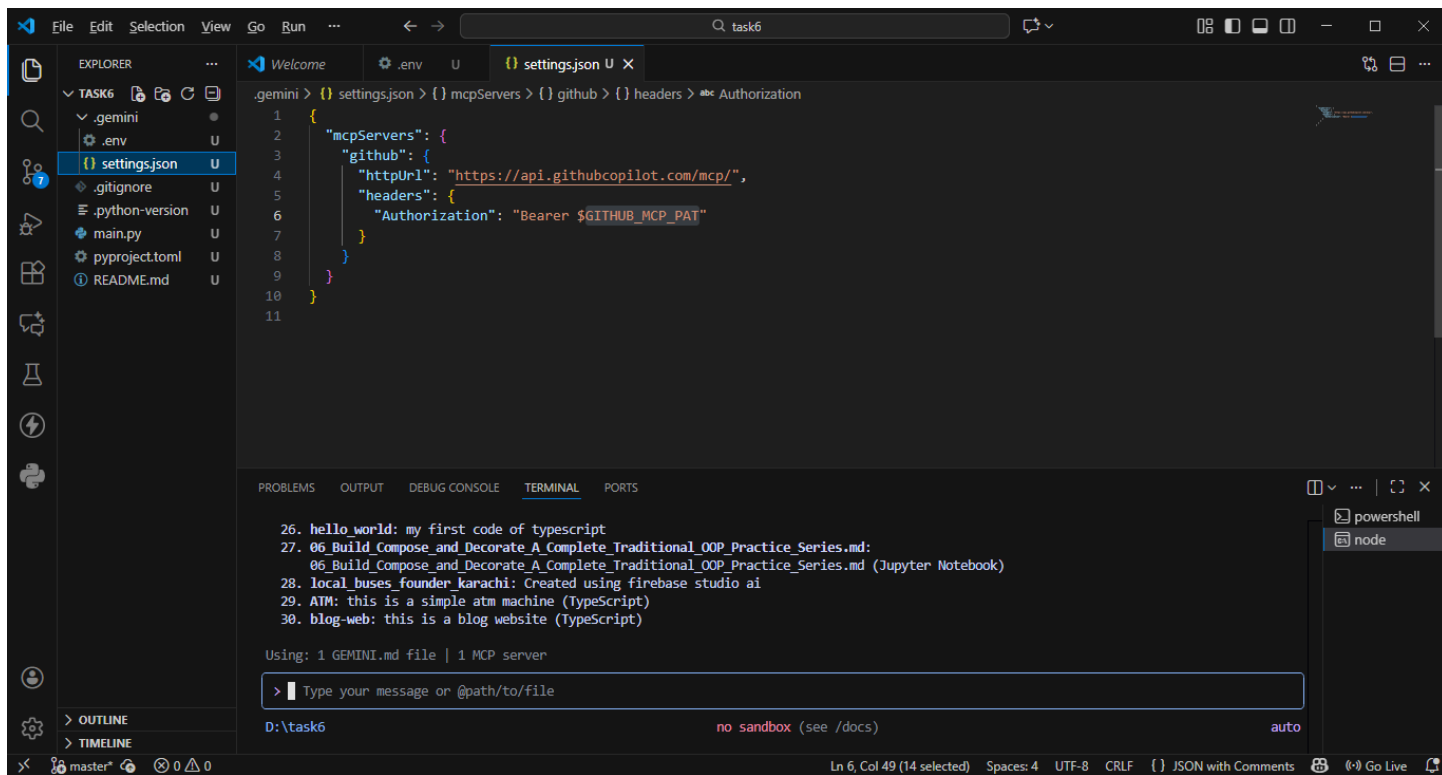 File Edit Selection View Go Run ... task6
EXPLORER ...
TASK6
.gemini
.env U
settings.json U
.gitignore U
.python-version U
main.py U
pyproject.toml U
README.md U
OUTLINE
TIMELINE
7
Welcome .env U {} settings.json U
.gemini > {} settings.json > {} mcpServers > {} github > {} headers > abc Authorization
1 {
2 "mcpServers": {
3 "github": {
4 "httpUrl": "https://api.githubcopilot.com/mcp/",
5 "headers": {
6 "Authorization": "Bearer $GITHUB_MCP_PAT"
7 }
8 }
9 }
10 }
11
PROBLEMS OUTPUT DEBUG CONSOLE TERMINAL PORTS
26. hello_world: my first code of typescript
27. 06_Build_Compose_and_Decorate_A_Complete_Traditional_OOP_Practice_Series.md:
06_Build_Compose_and_Decorate_A_Complete_Traditional_OOP_Practice_Series.md (Jupyter Notebook)
28. local_buses_founder_karachi: Created using firebase studio ai
29. ATM: this is a simple atm machine (TypeScript)
30. blog-web: this is a blog website (TypeScript)
Using: 1 GEMINI.md file | 1 MCP server
> Type your message or @path/to/file
D:\task6 no sandbox (see /docs) auto
powershell
node
master* 0 0 Ln 6, Col 49 (14 selected) Spaces: 4 UTF-8 CRLF {} JSON with Comments Go Live